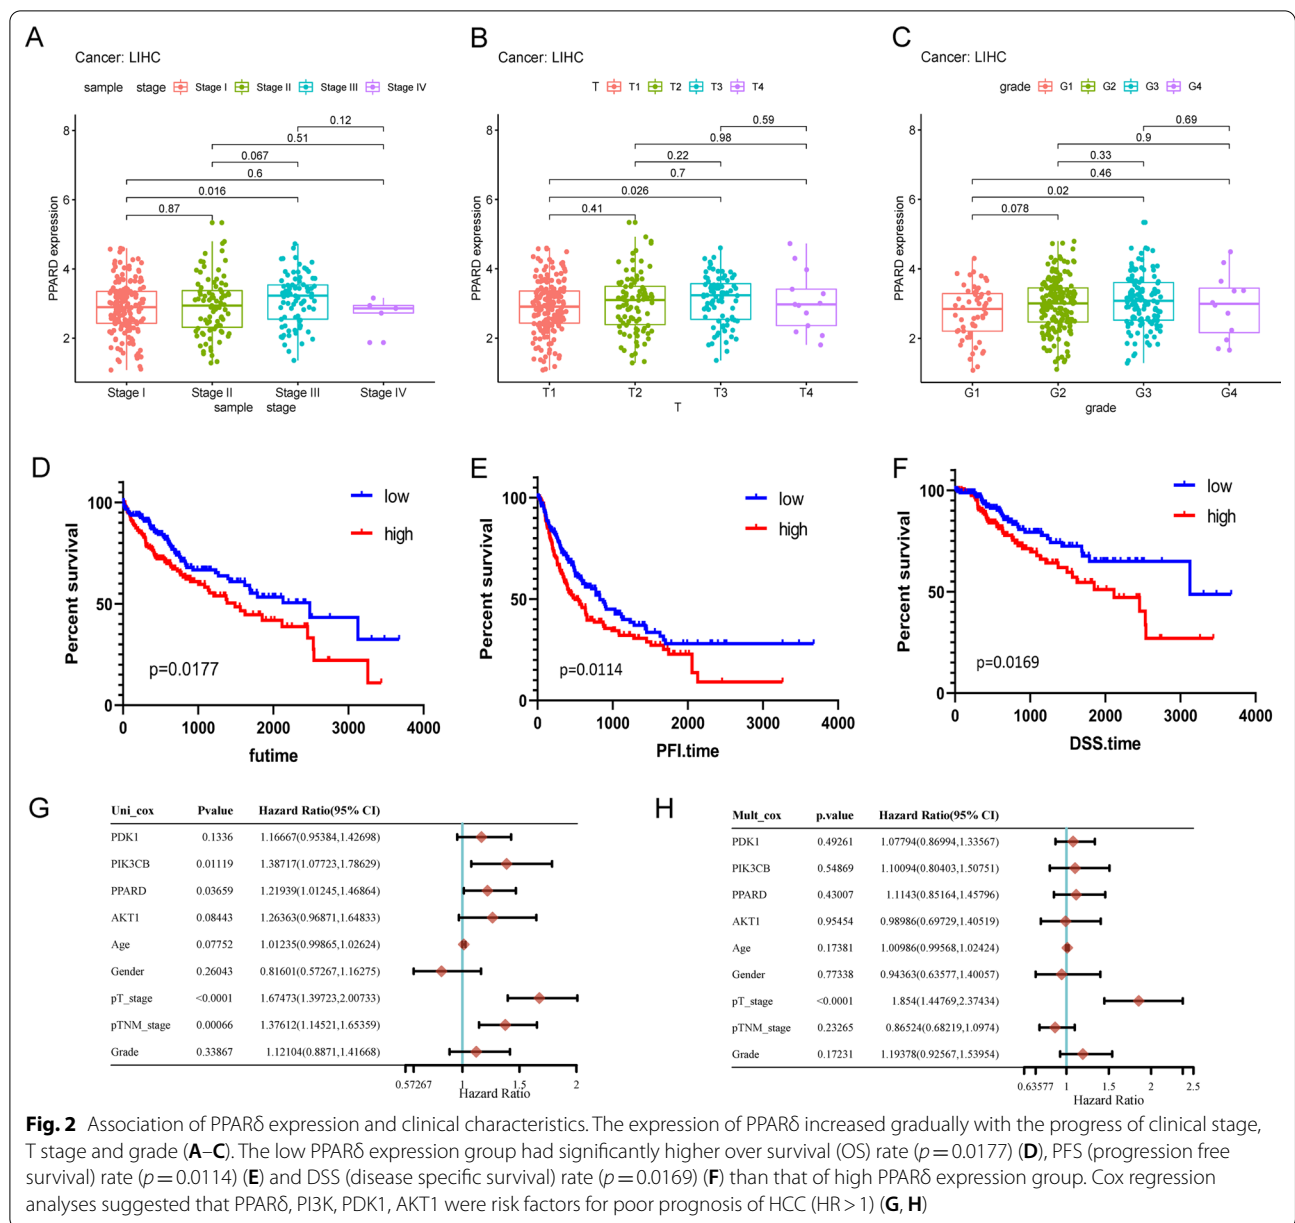 A
Cancer: LIHC
sample stage Stage I Stage II Stage III Stage IV
PPARD expression
8
6
4
2
0.12
0.51
0.067
0.6
0.016
0.87
Stage I Stage II Stage III Stage IV
sample stage
B
Cancer: LIHC
T T1 T2 T3 T4
PPARD expression
8
6
4
2
0.59
0.98
0.22
0.7
0.026
0.41
T1 T2 T3 T4
T
C
Cancer: LIHC
grade G1 G2 G3 G4
PPARD expression
8
6
4
2
0.69
0.9
0.33
0.46
0.02
0.078
G1 G2 G3 G4
grade
D
Percent survival
100
50
0
low
high
p=0.0177
0 1000 2000 3000 4000
futime
E
Percent survival
100
50
0
low
high
p=0.0114
0 1000 2000 3000 4000
PFI.time
F
Percent survival
100
50
0
low
high
p=0.0169
0 1000 2000 3000 4000
DSS.time
G
Uni_cox Pvalue Hazard Ratio(95% CI)
PDK1 0.1336 1.16667(0.95384,1.42698)
PIK3CB 0.01119 1.38717(1.07723,1.78629)
PPARD 0.03659 1.21939(1.01245,1.46864)
AKT1 0.08443 1.26363(0.96871,1.64833)
Age 0.07752 1.01235(0.99865,1.02624)
Gender 0.26043 0.81601(0.57267,1.16275)
pT_stage <0.0001 1.67473(1.39723,2.00733)
pTNM_stage 0.00066 1.37612(1.14521,1.65359)
Grade 0.33867 1.12104(0.8871,1.41668)
0.57267 1 1.5 2
Hazard Ratio
H
Mult_cox p.value Hazard Ratio(95% CI)
PDK1 0.49261 1.07794(0.86994,1.33567)
PIK3CB 0.54869 1.10094(0.80403,1.50751)
PPARD 0.43007 1.1143(0.85164,1.45796)
AKT1 0.95454 0.98986(0.69729,1.40519)
Age 0.17381 1.00986(0.99568,1.02424)
Gender 0.77338 0.94363(0.63577,1.40057)
pT_stage <0.0001 1.854(1.44769,2.37434)
pTNM_stage 0.23265 0.86524(0.68219,1.0974)
Grade 0.17231 1.19378(0.92567,1.53954)
0.63577 1 1.5 2 2.5
Hazard Ratio
Fig. 2 Association of PPARδ expression and clinical characteristics. The expression of PPARδ increased gradually with the progress of clinical stage,
T stage and grade (A–C). The low PPARδ expression group had significantly higher over survival (OS) rate (p = 0.0177) (D), PFS (progression free
survival) rate (p = 0.0114) (E) and DSS (disease specific survival) rate (p = 0.0169) (F) than that of high PPARδ expression group. Cox regression
analyses suggested that PPARδ, PI3K, PDK1, AKT1 were risk factors for poor prognosis of HCC (HR > 1) (G, H)